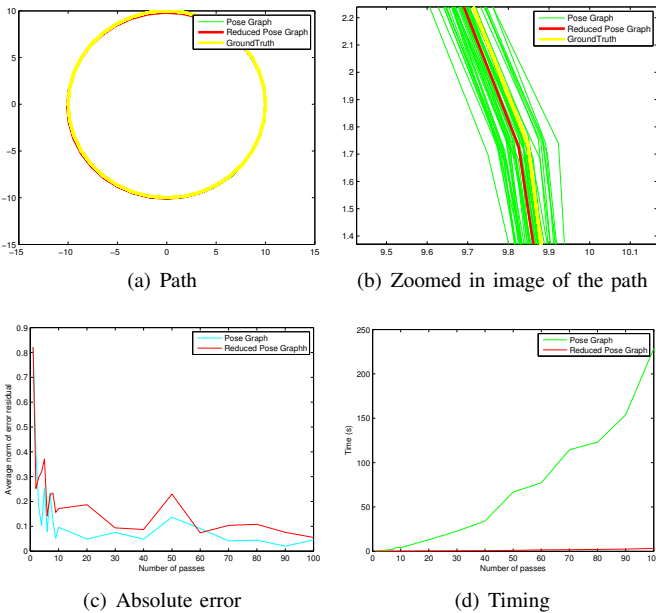 15
10
5
0
−5
−10
−15
−15 −10 −5 0 5 10 15
Pose Graph
Reduced Pose Graph
GroundTruth
(a) Path
2.2
2.1
2
1.9
1.8
1.7
1.6
1.5
1.4
9.5 9.6 9.7 9.8 9.9 10 10.1
Pose Graph
Reduced Pose Graph
GroundTruth
(b) Zoomed in image of the path
0.9
0.8
0.7
0.6
0.5
0.4
0.3
0.2
0.1
0
0 10 20 30 40 50 60 70 80 90 100
Average norm of error residual
Number of passes
Pose Graph
Reduced Pose Graphh
(c) Absolute error
250
200
150
100
50
0
0 10 20 30 40 50 60 70 80 90 100
Time (s)
Number of passes
Pose Graph
Reduced Pose Graph
(d) Timing